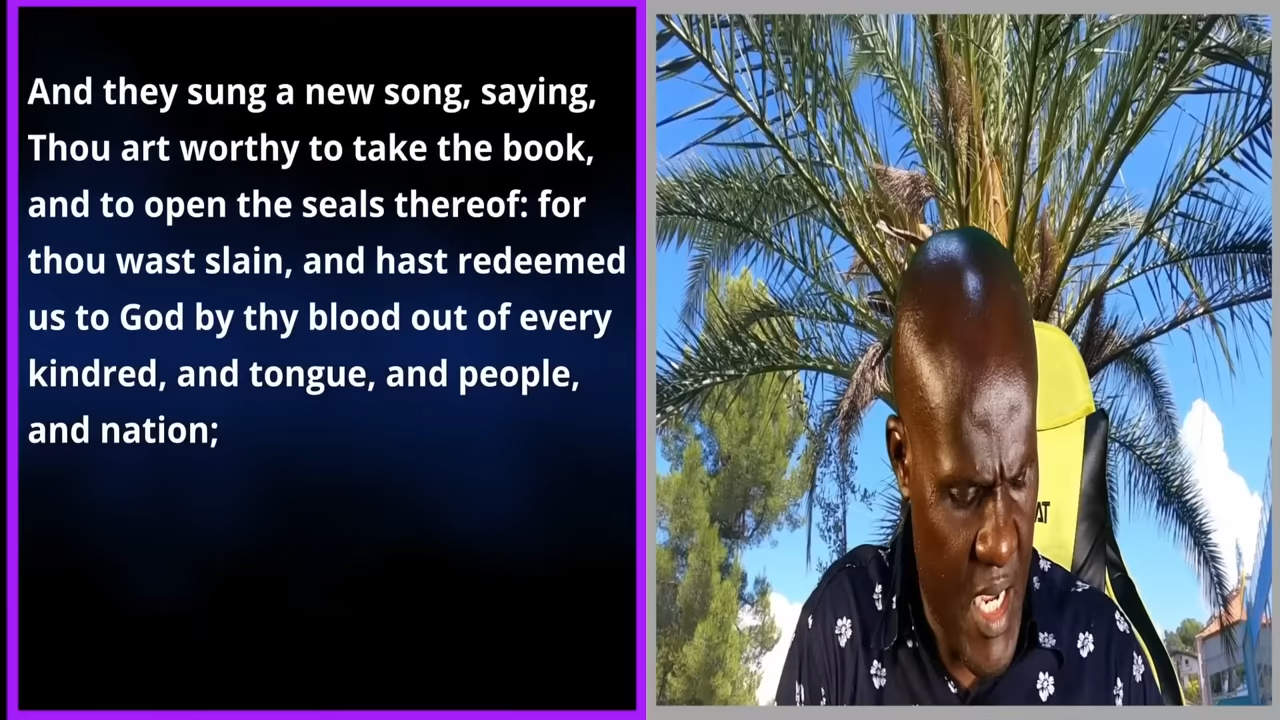 And they sung a new song, saying,
Thou art worthy to take the book,
and to open the seals thereof: for
thou wast slain, and hast redeemed
us to God by thy blood out of every
kindred, and tongue, and people,
and nation;
AT